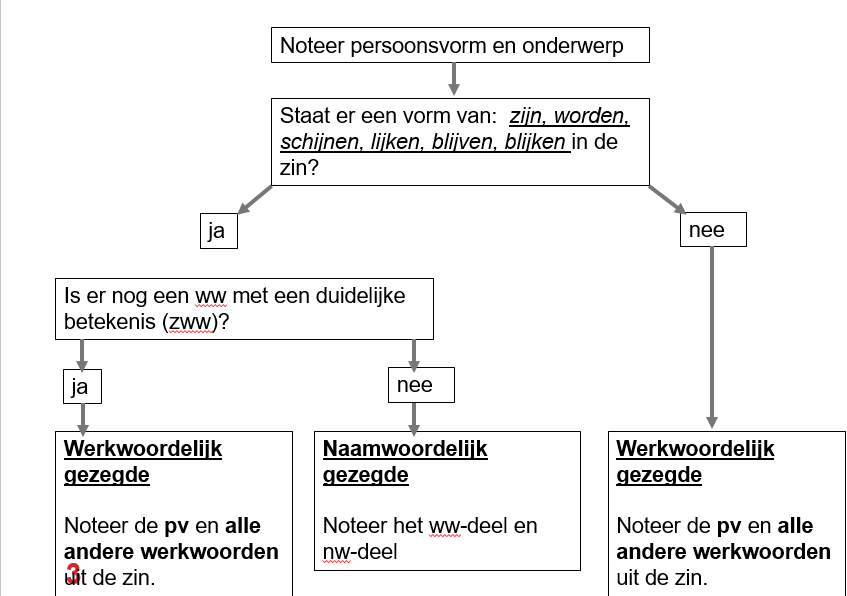 Noteer persoonsvorm en onderwerp
Staat er een vorm van: zijn, worden,
schijnen, lijken, blijven, blijken in de
zin?
ja
nee
Is er nog een ww met een duidelijke
betekenis (zww)?
ja
nee
Werkwoordelijk
gezegde
Noteer de pv en alle
andere werkwoorden
uit de zin.
3
Naamwoordelijk
gezegde
Noteer het ww-deel en
nw-deel
Werkwoordelijk
gezegde
Noteer de pv en alle
andere werkwoorden
uit de zin.